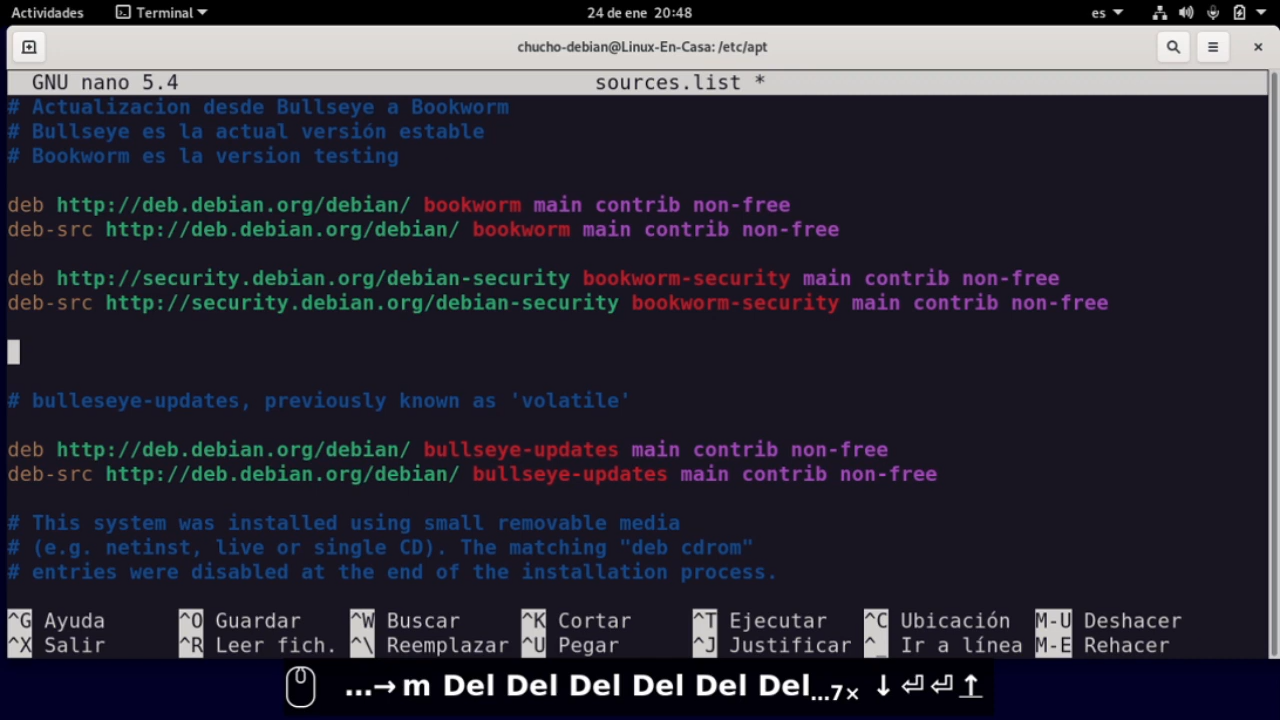 Actividades Terminal 24 de ene 20:48 es
chucho-debian@Linux-En-Casa: /etc/apt
GNU nano 5.4 sources.list *
# Actualizacion desde Bullseye a Bookworm
# Bullseye es la actual versión estable
# Bookworm es la version testing
deb http://deb.debian.org/debian/ bookworm main contrib non-free
deb-src http://deb.debian.org/debian/ bookworm main contrib non-free
deb http://security.debian.org/debian-security bookworm-security main contrib non-free
deb-src http://security.debian.org/debian-security bookworm-security main contrib non-free
# bulleseye-updates, previously known as 'volatile'
deb http://deb.debian.org/debian/ bullseye-updates main contrib non-free
deb-src http://deb.debian.org/debian/ bullseye-updates main contrib non-free
# This system was installed using small removable media
# (e.g. netinst, live or single CD). The matching "deb cdrom"
# entries were disabled at the end of the installation process.
^G Ayuda ^O Guardar ^W Buscar ^K Cortar ^T Ejecutar ^C Ubicación M-U Deshacer
^X Salir ^R Leer fich. ^\ Reemplazar ^U Pegar ^J Justificar ^_ Ir a línea M-E Rehacer
...→m Del Del Del Del Del Del...7× ↓⏎⏎↑